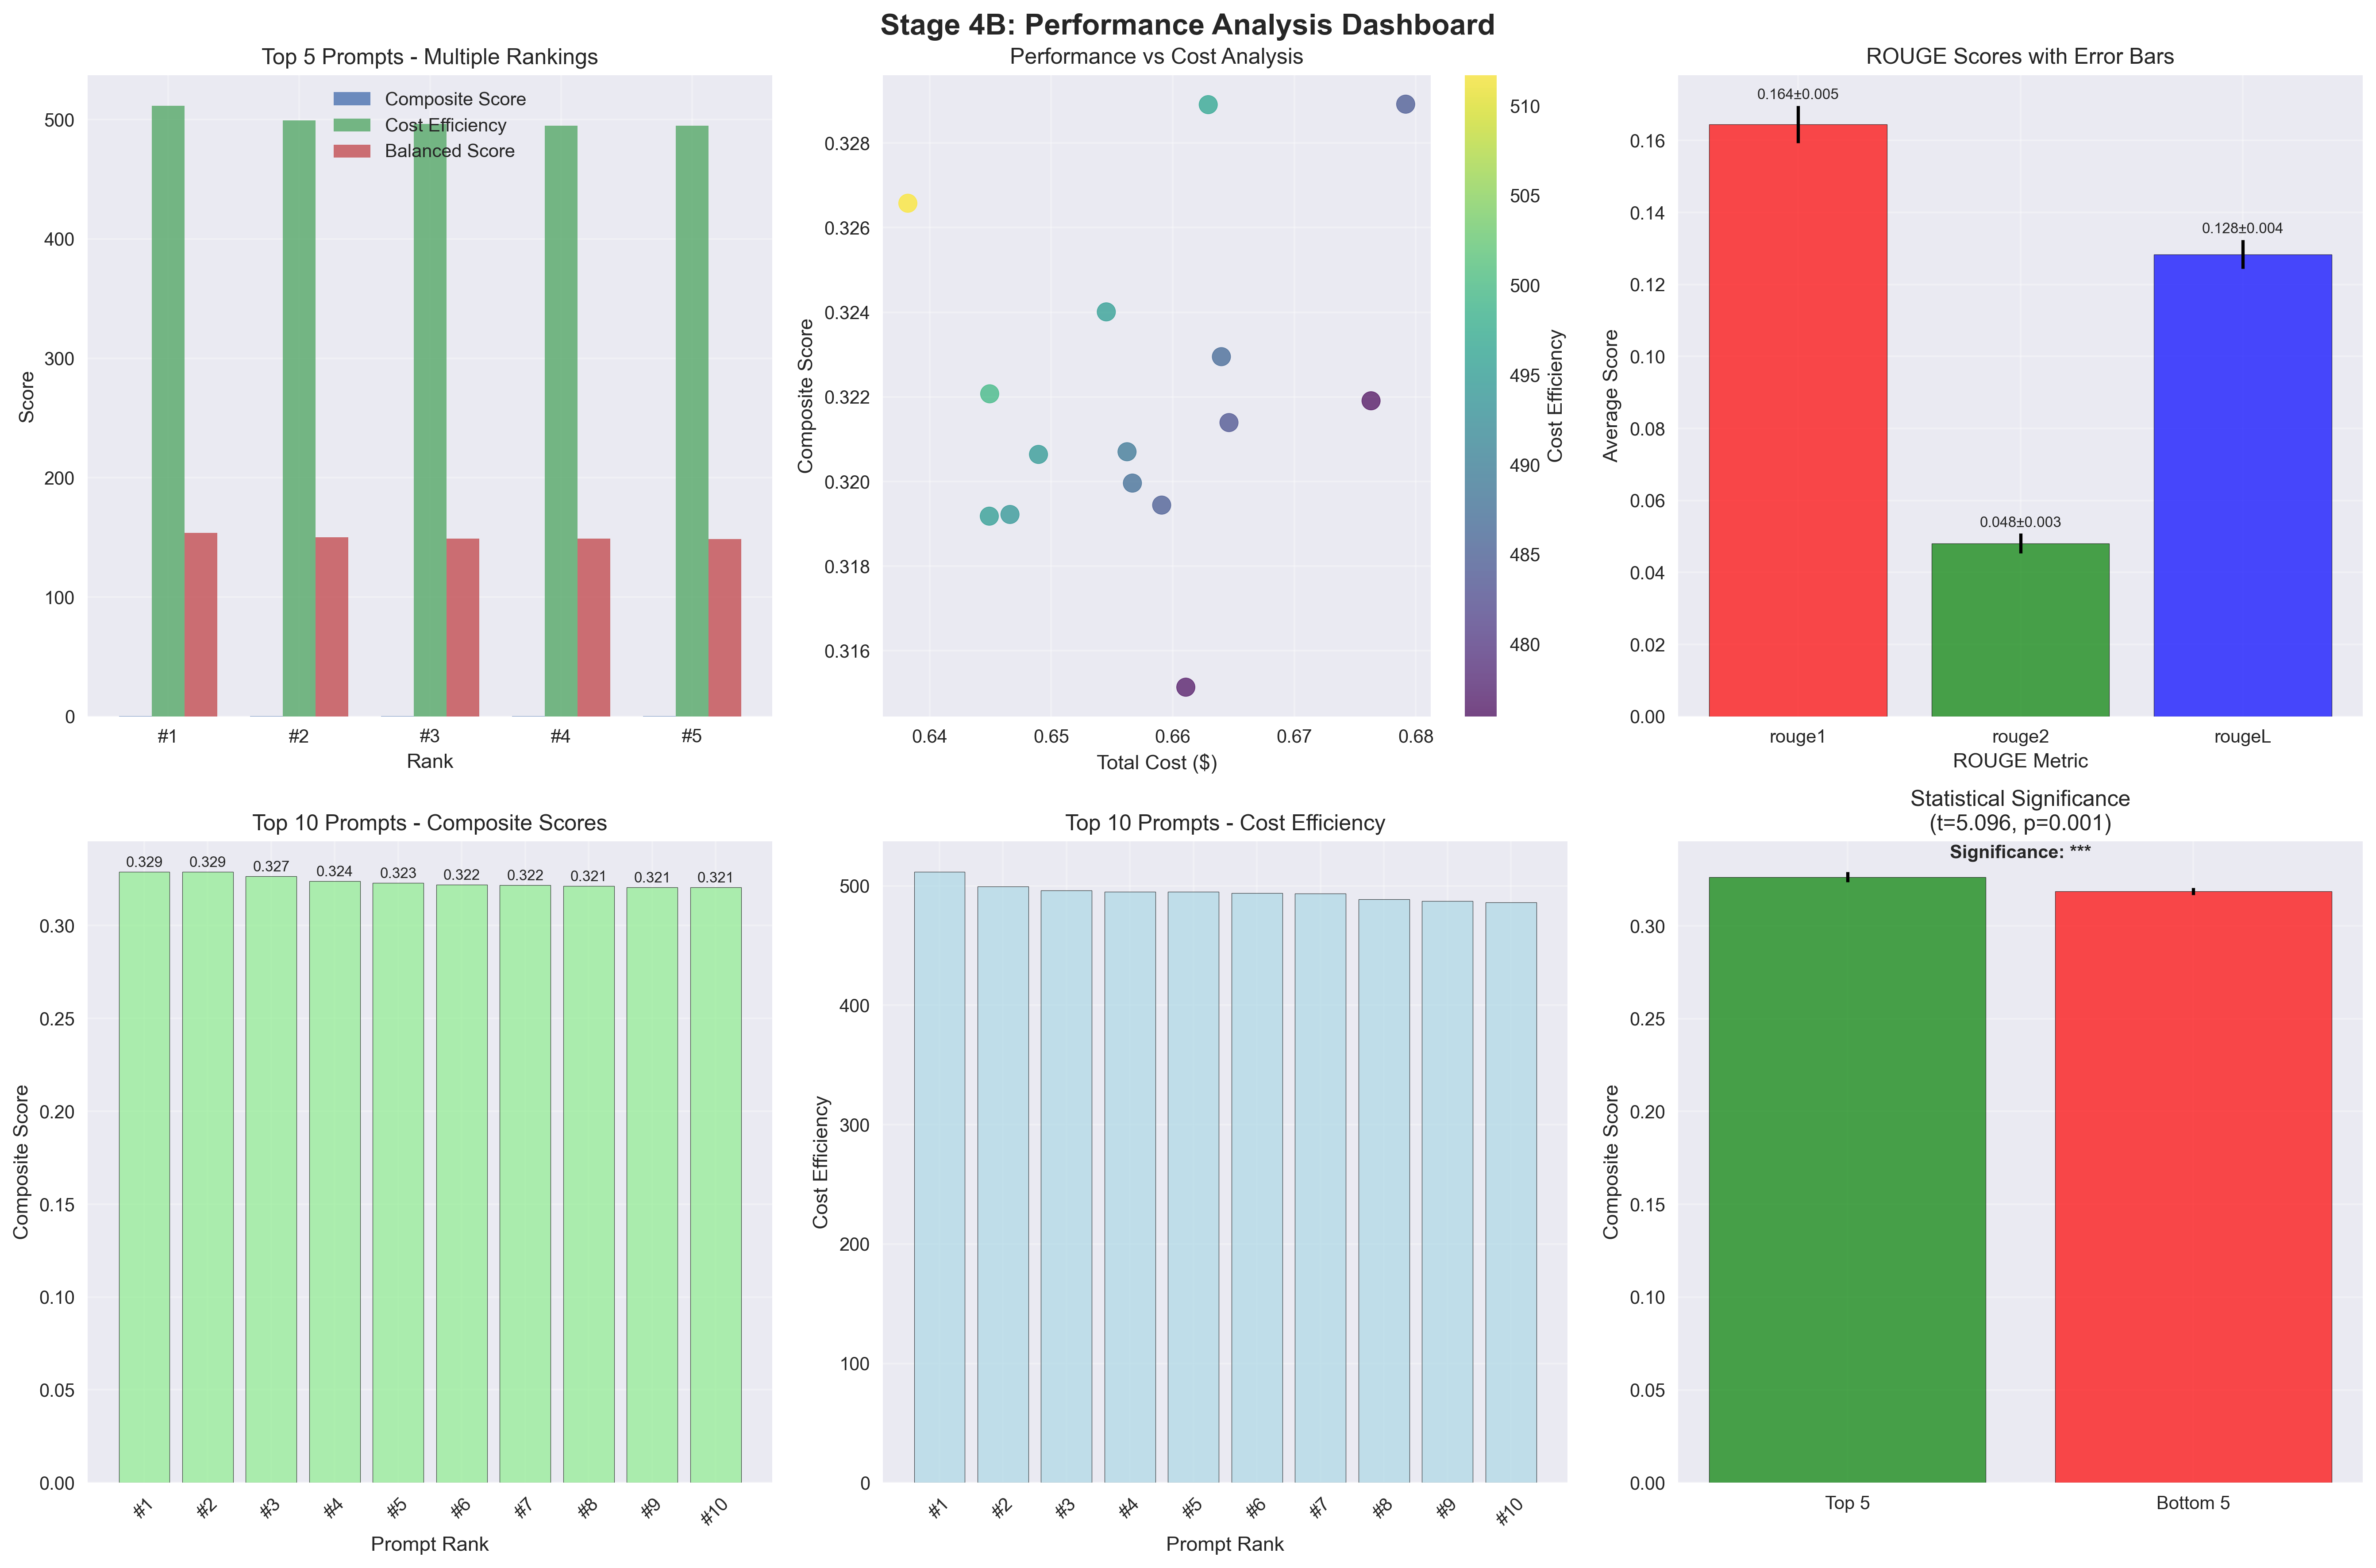 Stage 4B: Performance Analysis Dashboard
Top 5 Prompts - Multiple Rankings
Composite Score
Cost Efficiency
Balanced Score
Score
500
400
300
200
100
0
#1 #2 #3 #4 #5
Rank
Performance vs Cost Analysis
Composite Score
0.328
0.326
0.324
0.322
0.320
0.318
0.316
0.64 0.65 0.66 0.67 0.68
Total Cost ($)
510
505
500
495
490
485
480
Cost Efficiency
ROUGE Scores with Error Bars
Average Score
0.16
0.14
0.12
0.10
0.08
0.06
0.04
0.02
0.00
0.164±0.005
0.048±0.003
0.128±0.004
rouge1 rouge2 rougeL
ROUGE Metric
Top 10 Prompts - Composite Scores
Composite Score
0.30
0.25
0.20
0.15
0.10
0.05
0.00
0.329 0.329 0.327 0.324 0.323 0.322 0.322 0.321 0.321 0.321
#1 #2 #3 #4 #5 #6 #7 #8 #9 #10
Prompt Rank
Top 10 Prompts - Cost Efficiency
Cost Efficiency
500
400
300
200
100
0
#1 #2 #3 #4 #5 #6 #7 #8 #9 #10
Prompt Rank
Statistical Significance
(t=5.096, p=0.001)
Significance: ***
Composite Score
0.30
0.25
0.20
0.15
0.10
0.05
0.00
Top 5 Bottom 5